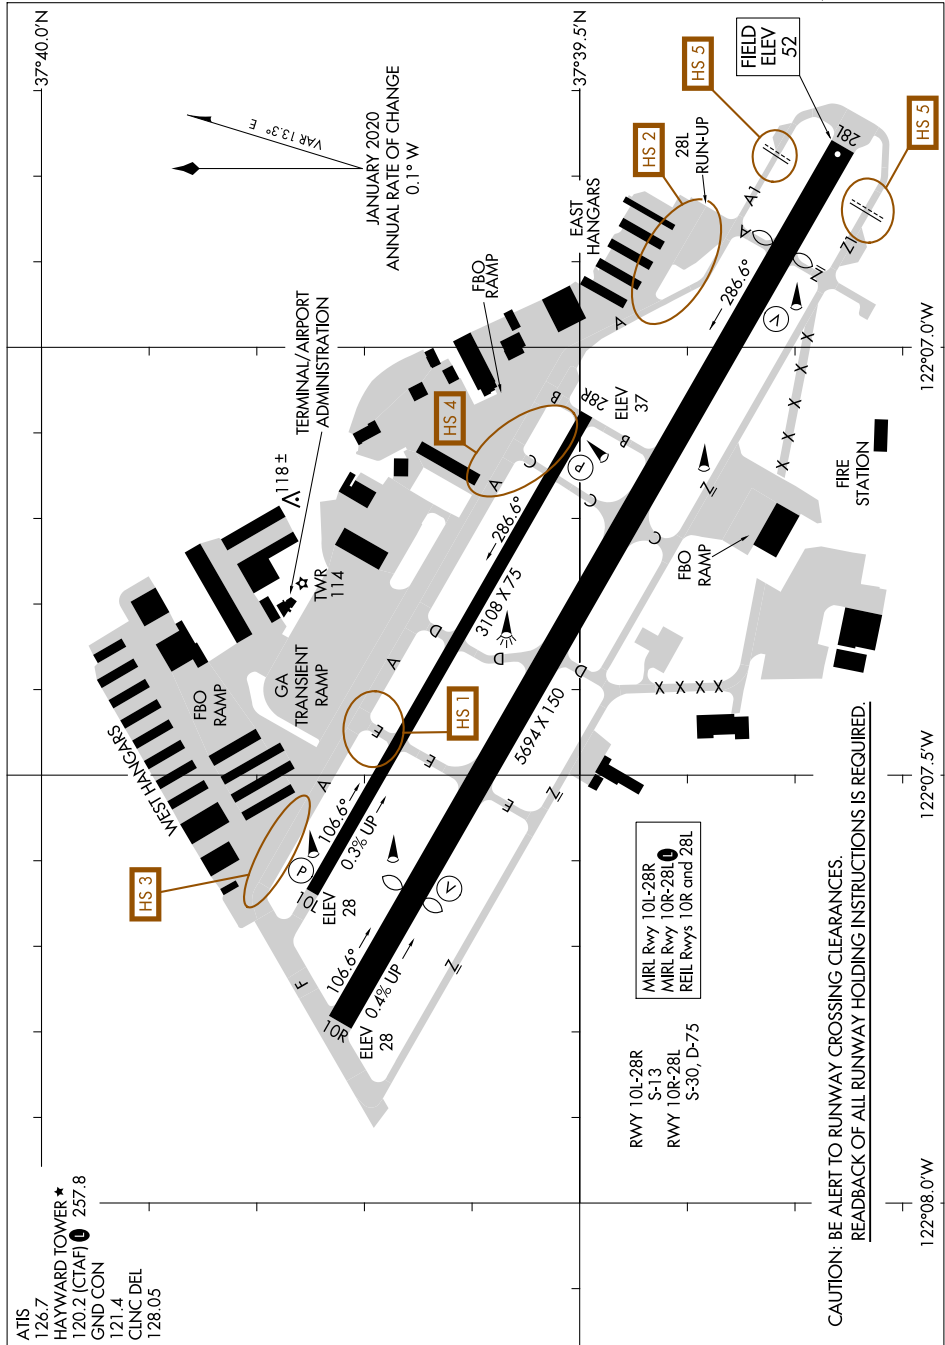 ATIS
126.7
HAYWARD TOWER ★
120.2 (CTAF) L 257.8
GND CON
121.4
CLNC DEL
128.05
37°40.0'N
37°39.5'N
VAR 13.3° E
JANUARY 2020
ANNUAL RATE OF CHANGE
0.1° W
FIELD
ELEV
52
HS 5
HS 5
HS 2
28L
RUN-UP
28L
A1
A
Z
Z1
V
286.6°
EAST
HANGARS
A
FBO
RAMP
TERMINAL/AIRPORT
ADMINISTRATION
118 ±
TWR
114
HS 4
A
B
C
28R
ELEV
37
P
B
C
C
Z
X
X
X
X
X
FIRE
STATION
FBO
RAMP
286.6°
3108 X 75
D
D
D
A
GA
TRANSIENT
RAMP
FBO
RAMP
WEST HANGARS
HS 1
E
E
E
5694 X 150
X
X
X
X
Z
A
HS 3
106.6°
0.3% UP
P
10L
ELEV
28
V
106.6°
0.4% UP
10R
ELEV
28
F
Z
MIRL Rwy 10L-28R
MIRL Rwy 10R-28L L
REIL Rwys 10R and 28L
RWY 10L-28R
S-13
RWY 10R-28L
S-30, D-75
CAUTION: BE ALERT TO RUNWAY CROSSING CLEARANCES.
READBACK OF ALL RUNWAY HOLDING INSTRUCTIONS IS REQUIRED.
122°08.0'W
122°07.5'W
122°07.0'W